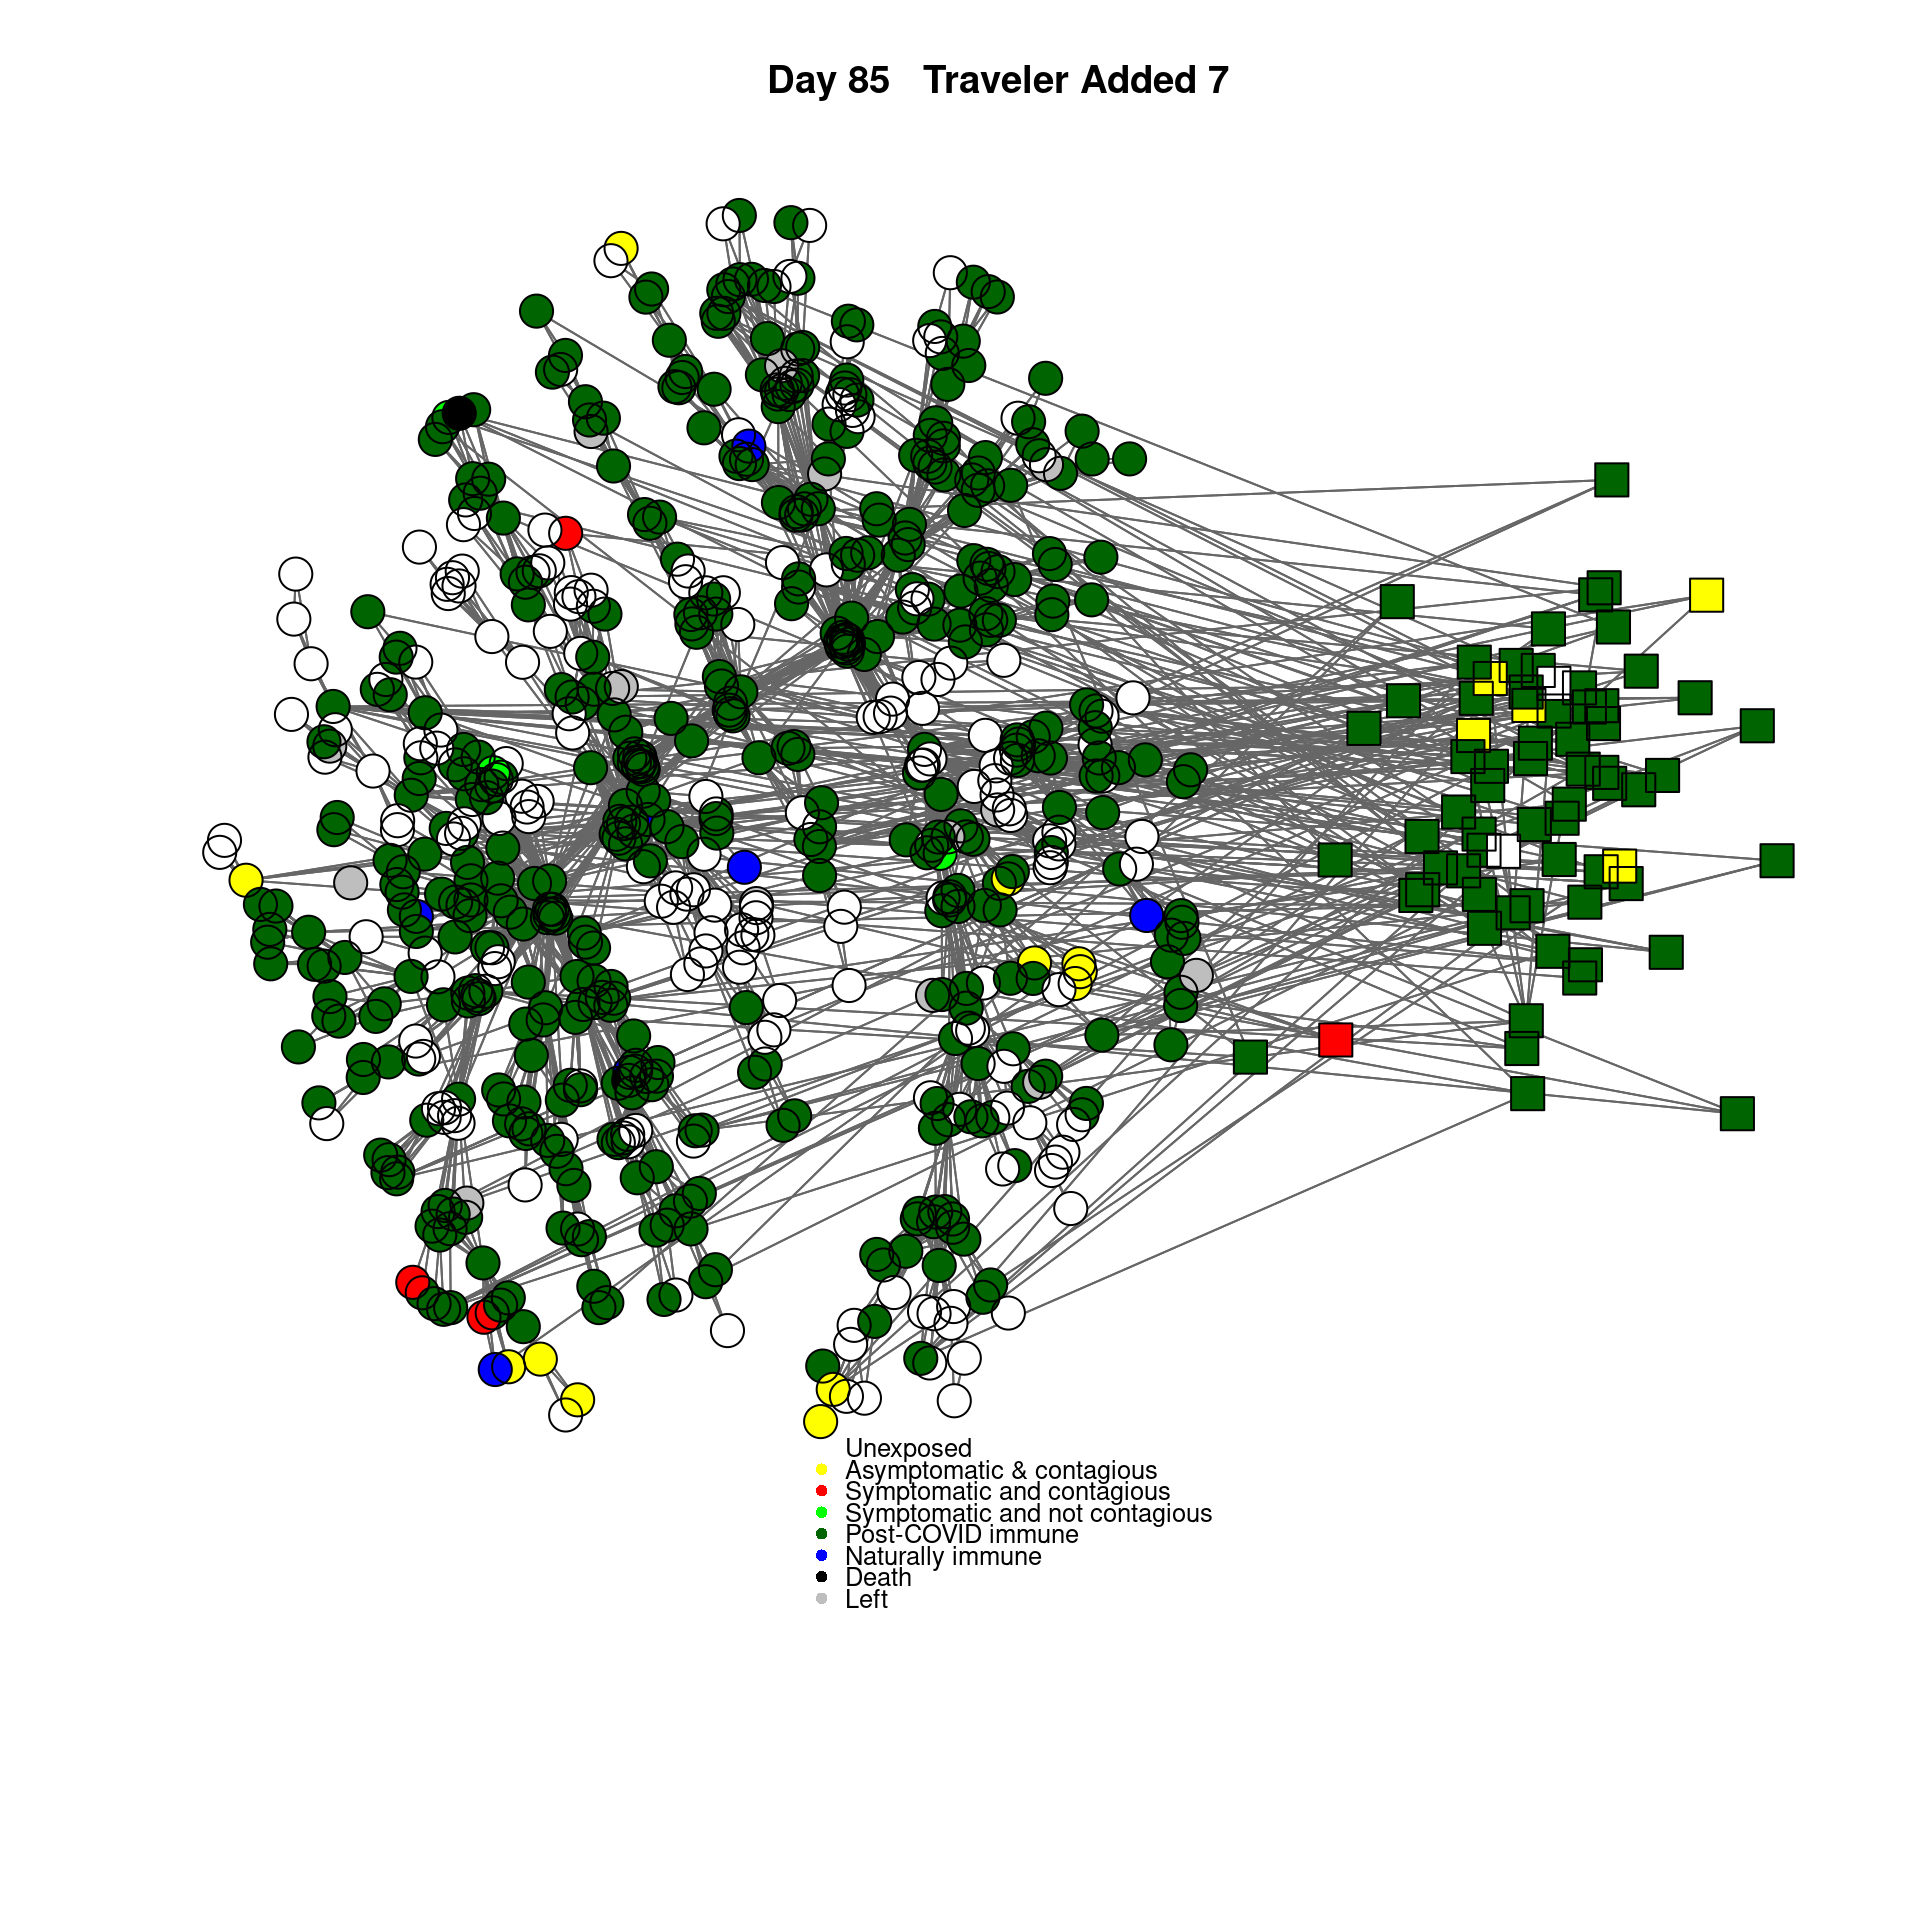 Day 85   Traveler Added 7
Unexposed
Asymptomatic & contagious
Symptomatic and contagious
Symptomatic and not contagious
Post-COVID immune
Naturally immune
Death
Left